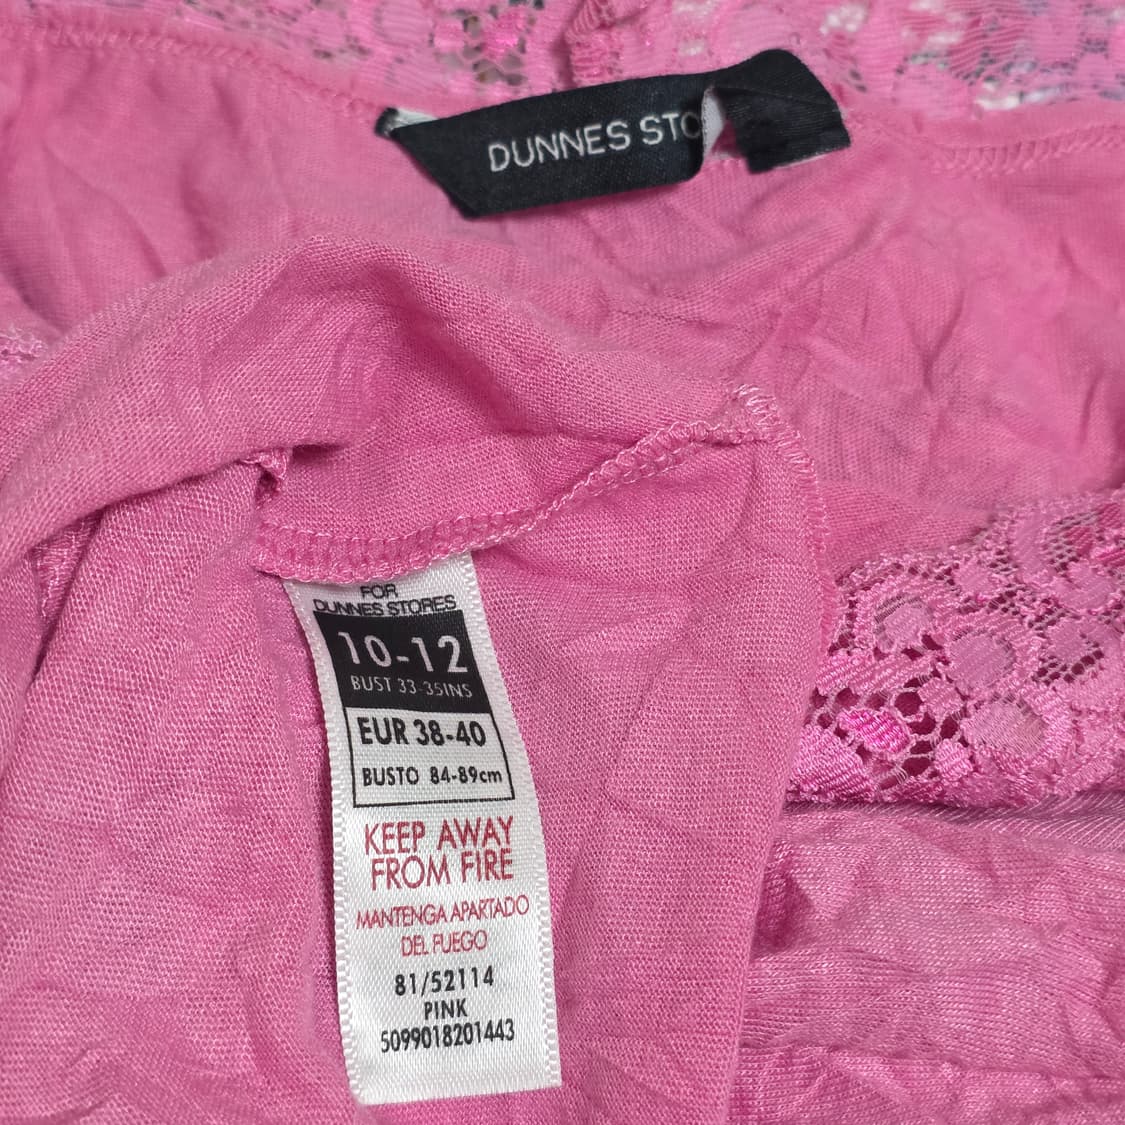 DUNNES STO
FOR
DUNNES STORES
10-12
BUST 33-35INS
EUR 38-40
BUSTO 84-89cm
KEEP AWAY
FROM FIRE
MANTENGA APARTADO
DEL FUEGO
81/52114
PINK
5099018201443